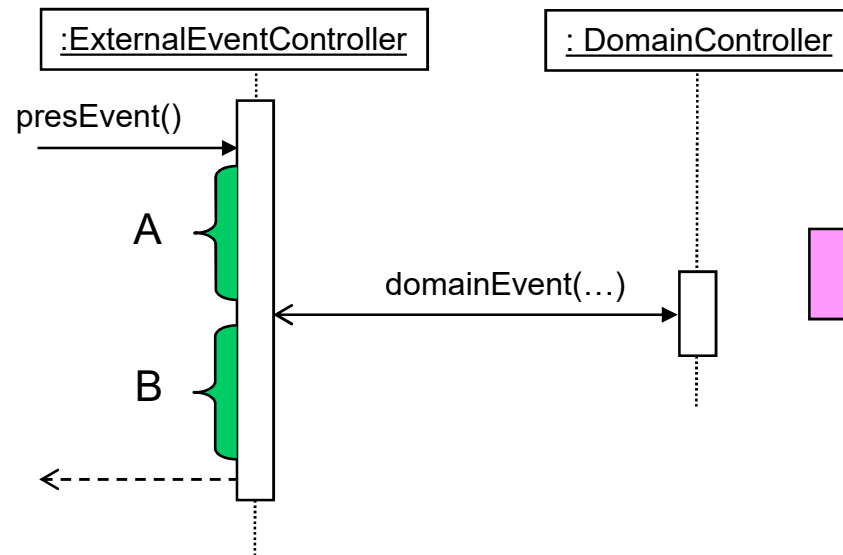 :ExternalEventController
: DomainController
presEvent()
A
domainEvent(…)
B